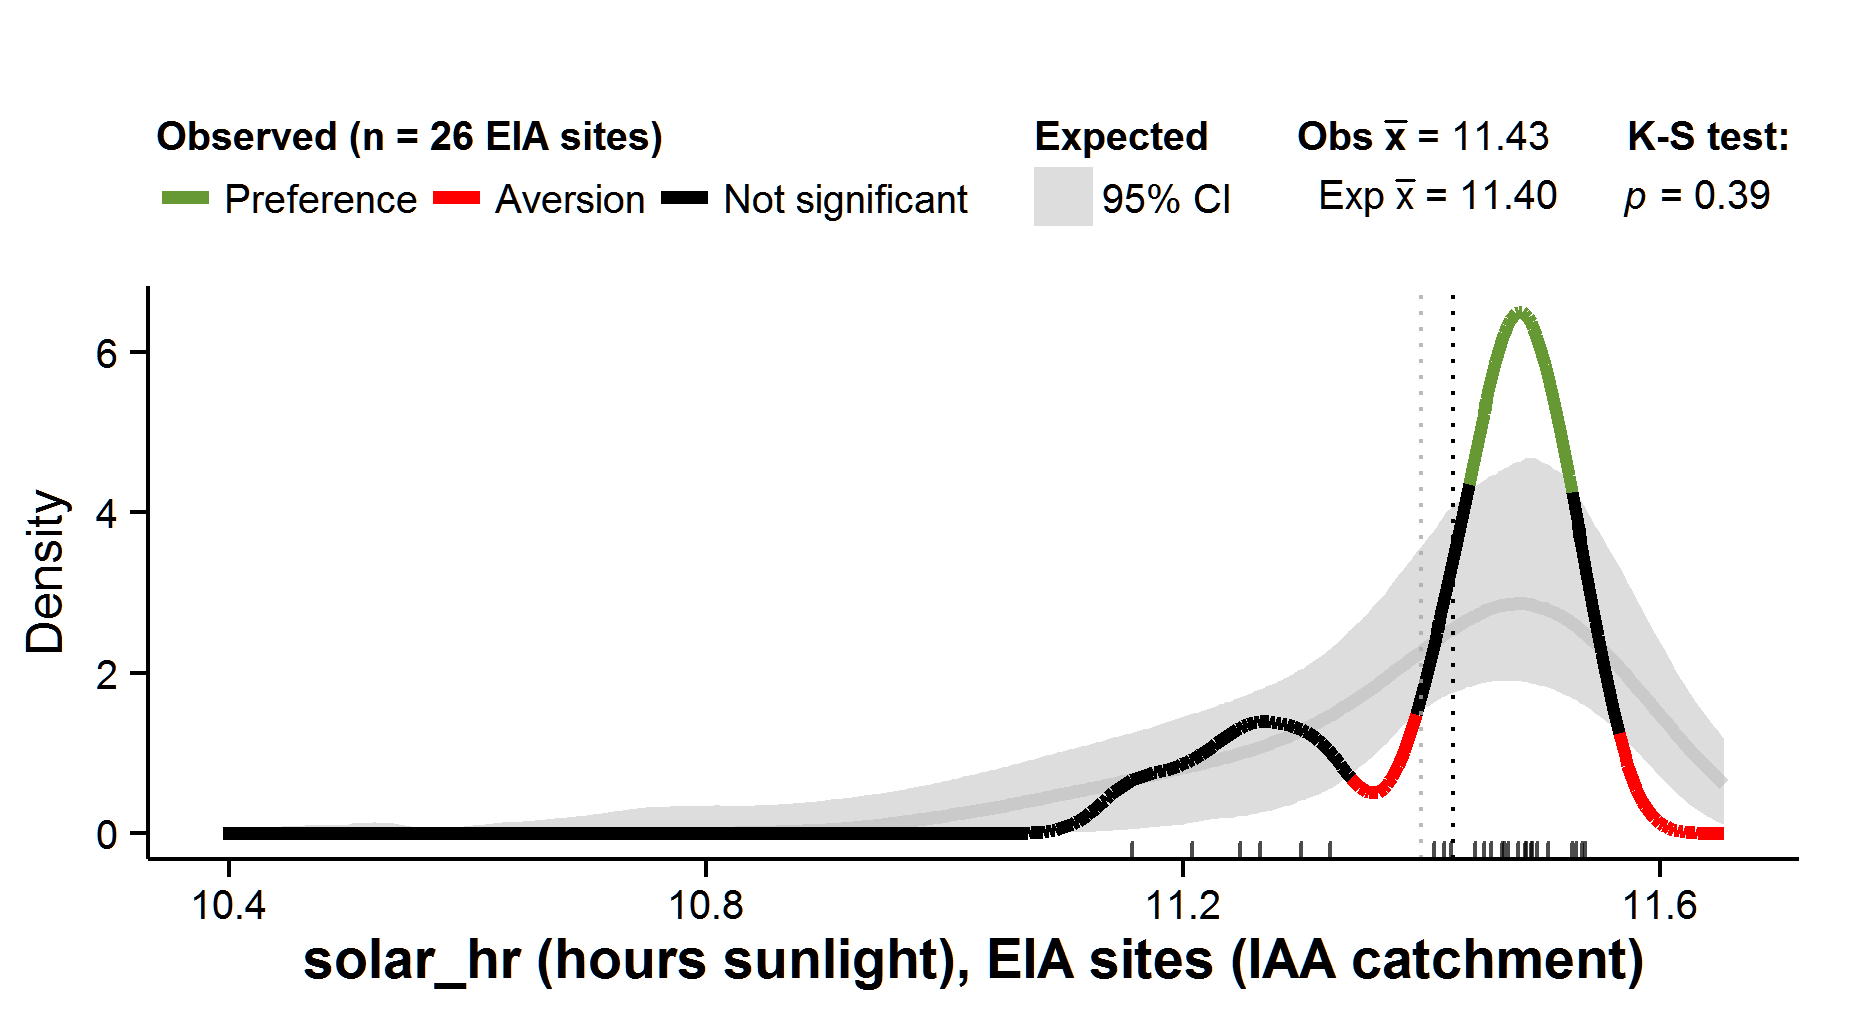 Observed (n = 26 EIA sites) Expected Obs x̅ = 11.43 K-S test:
Preference Aversion Not significant 95% CI Exp x̅ = 11.40 p = 0.39
Density
6
4
2
0
10.4 10.8 11.2 11.6
solar_hr (hours sunlight), EIA sites (IAA catchment)